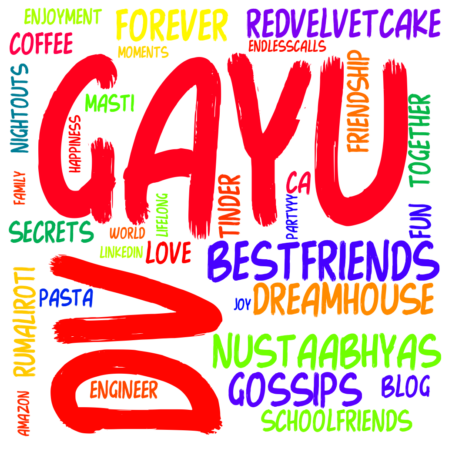 ENJOYMENT
FOREVER
REDVELVETCAKE
COFFEE
MOMENTS
ENDLESSCALLS
NIGHTOUTS
GAYU
MASTI
HAPPINESS
FRIENDSHIP
TOGETHER
FAMILY
LIFELONG
TINDER
PARTYYY
CA
FUN
SECRETS
WORLD
LINKEDIN
LOVE
BESTFRIENDS
RUMALIROTI
PASTA
DV
JOY
DREAMHOUSE
NUSTAABHYAS
ENGINEER
GOSSIPS
BLOG
AMAZON
SCHOOLFRIENDS